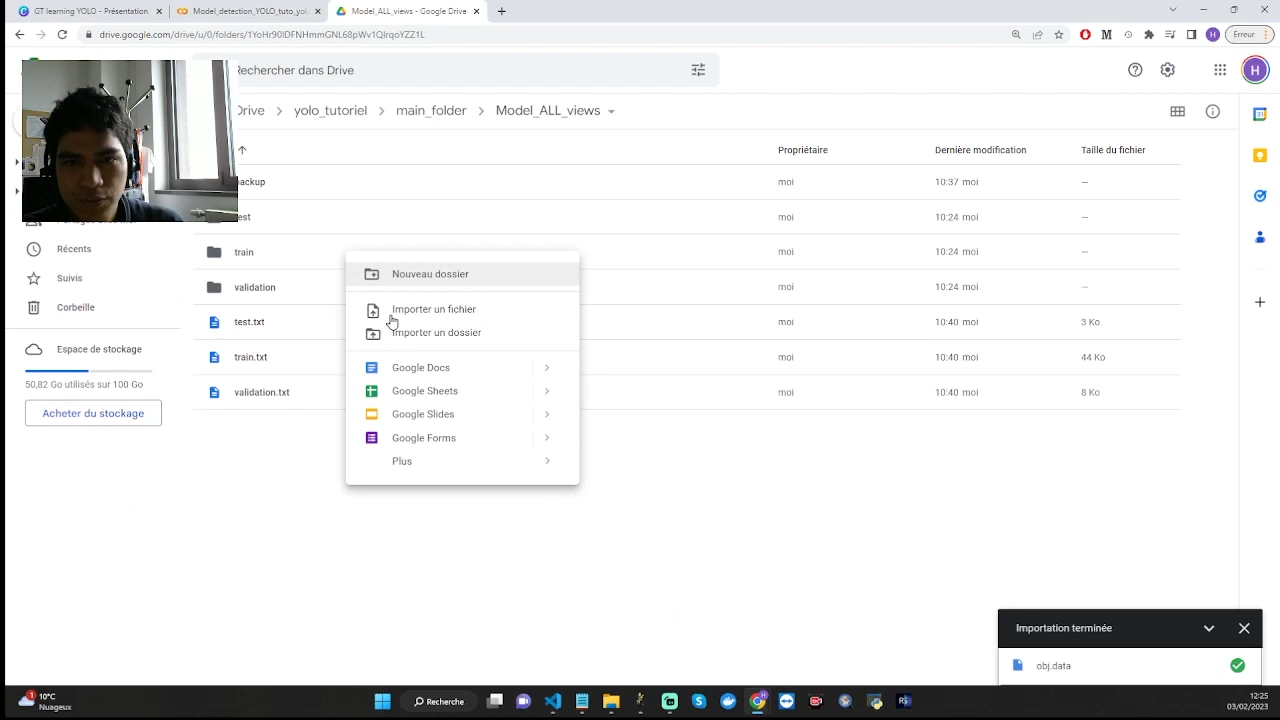 GT learning YOLO - Présentation
Model_detection_YOLO_tuto_yol
Model_ALL_views - Google Drive
drive.google.com/drive/u/0/folders/
Erreur
Rechercher dans Drive
H
Drive
yolo_tutoriel
main_folder
Model_ALL_views
Propriétaire
Dernière modification
Taille du fichier
backup
moi
10:37 moi
—
test
moi
10:24 moi
—
Récents
train
moi
10:24 moi
—
Suivis
Nouveau dossier
validation
moi
10:24 moi
—
Corbeille
Importer un fichier
test.txt
moi
10:40 moi
3 Ko
Importer un dossier
Espace de stockage
train.txt
moi
10:40 moi
44 Ko
Google Docs
50,82 Go utilisés sur 100 Go
Google Sheets
validation.txt
moi
10:40 moi
8 Ko
Acheter du stockage
Google Slides
Google Forms
Plus
Importation terminée
obj.data
10°C
Nuageux
Rechercher
12:25
03/02/2023